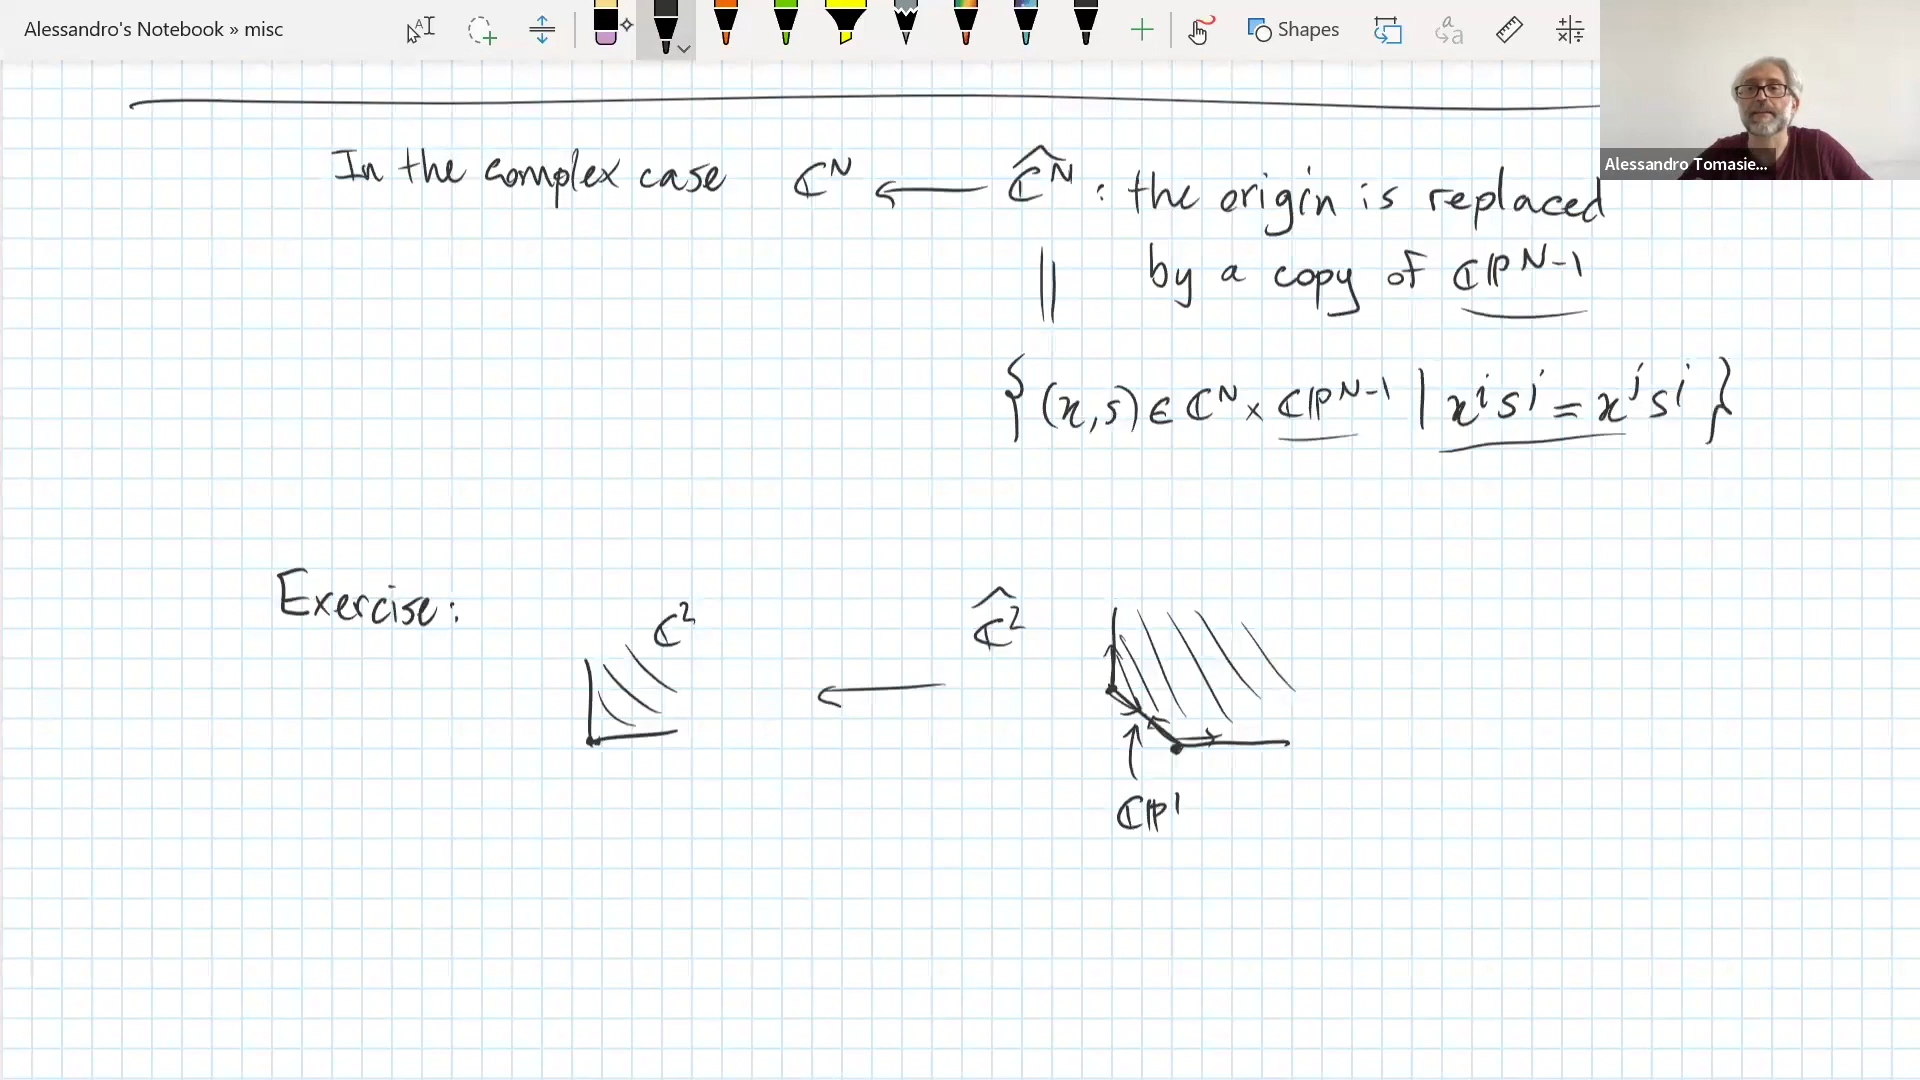 Alessandro's Notebook » misc
Shapes
Alessandro Tomasie...
In the complex case ℂᴺ ← ℂ̂ᴺ : the origin is replaced
|| by a copy of ℂℙᴺ⁻¹
{(x,s) ∈ ℂᴺ × ℂℙᴺ⁻¹ | xⁱsʲ = xʲsⁱ}
Exercise:
ℂ² ← ℂ̂²
ℂℙ¹